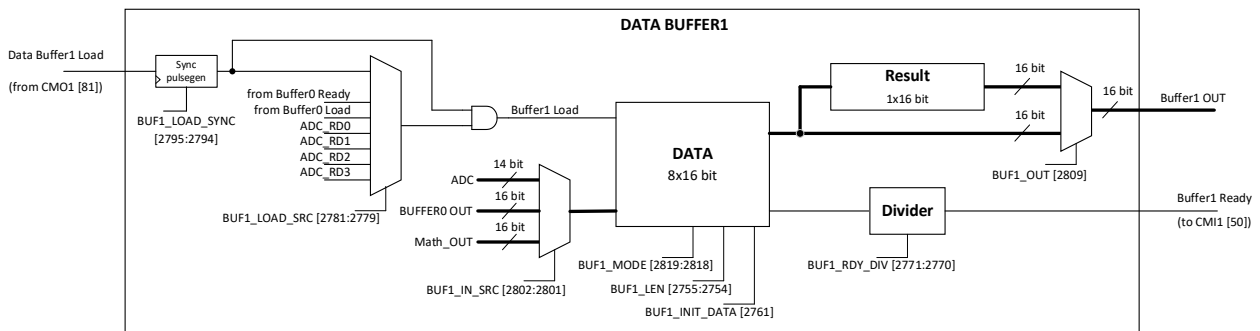 DATA BUFFER1
Data Buffer1 Load
(from CMO1 [81])
Sync
pulsegen
BUF1_LOAD_SYNC
[2795:2794]
from Buffer0 Ready
from Buffer0 Load
ADC_RD0
ADC_RD1
ADC_RD2
ADC_RD3
BUF1_LOAD_SRC [2781:2779]
Buffer1 Load
14 bit
ADC
16 bit
BUFFER0 OUT
16 bit
Math_OUT
BUF1_IN_SRC [2802:2801]
DATA
8x16 bit
BUF1_MODE [2819:2818]
BUF1_LEN [2755:2754]
BUF1_INIT_DATA [2761]
Result
1x16 bit
16 bit
16 bit
16 bit
Buffer1 OUT
BUF1_OUT [2809]
Divider
BUF1_RDY_DIV [2771:2770]
Buffer1 Ready
(to CMI1 [50])